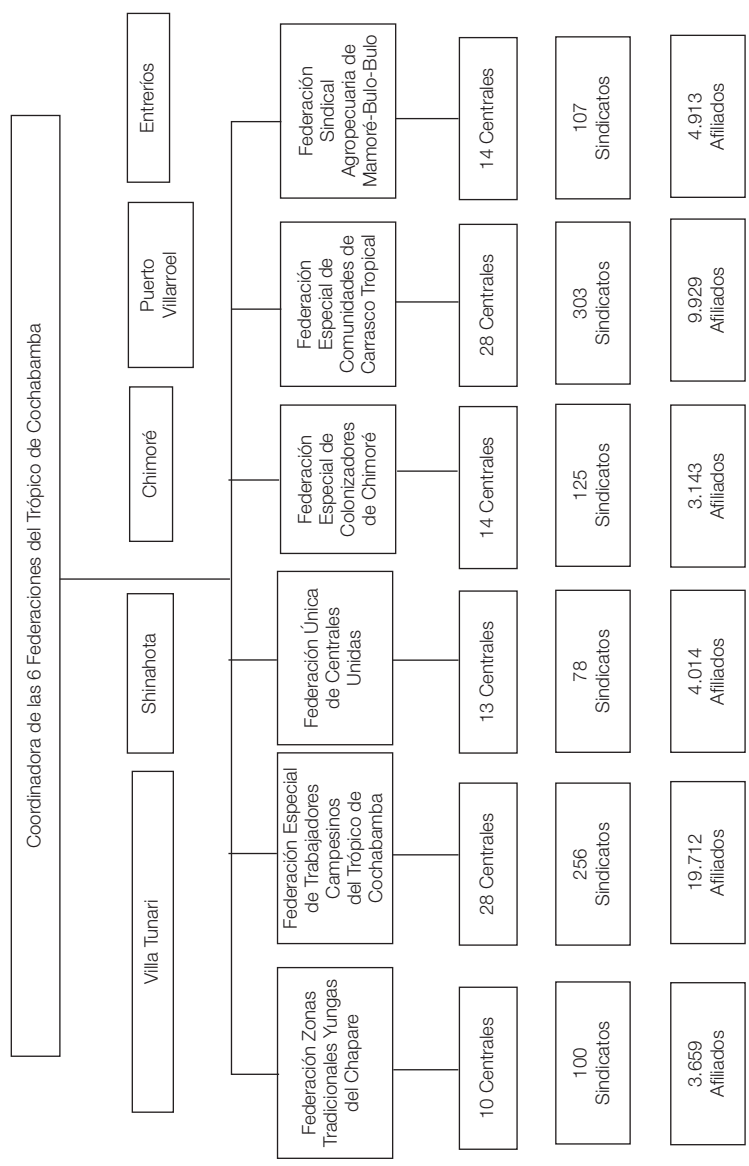 Coordinadora de las 6 Federaciones del Trópico de Cochabamba
Villa Tunari
Shinahota
Chimoré
Puerto
Villarroel
Entreríos
Federación Zonas
Tradicionales Yungas
del Chapare
Federación Especial
de Trabajadores
Campesinos
del Trópico de
Cochabamba
Federación Única
de Centrales
Unidas
Federación
Especial de
Colonizadores
de Chimoré
Federación
Especial de
Comunidades de
Carrasco Tropical
Federación
Sindical
Agropecuaria de
Mamoré-Bulo-Bulo
10 Centrales
28 Centrales
13 Centrales
14 Centrales
28 Centrales
14 Centrales
100
Sindicatos
256
Sindicatos
78
Sindicatos
125
Sindicatos
303
Sindicatos
107
Sindicatos
3.659
Afiliados
19.712
Afiliados
4.014
Afiliados
3.143
Afiliados
9.929
Afiliados
4.913
Afiliados